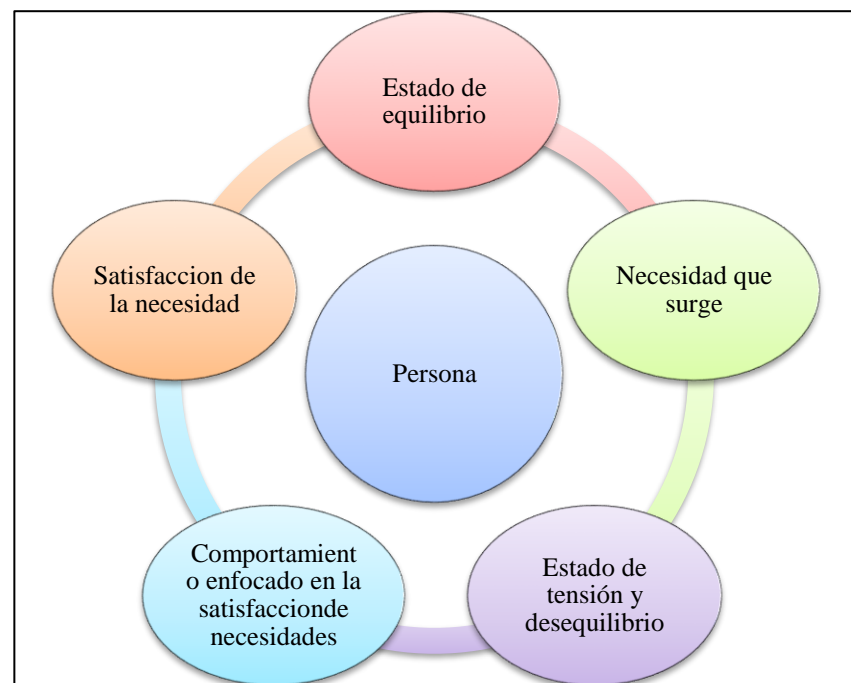 Estado de
equilibrio
Necesidad que
surge
Estado de
tensión y
desequilibrio
Comportamient
o enfocado en la
satisfaccionde
necesidades
Satisfaccion de
la necesidad
Persona